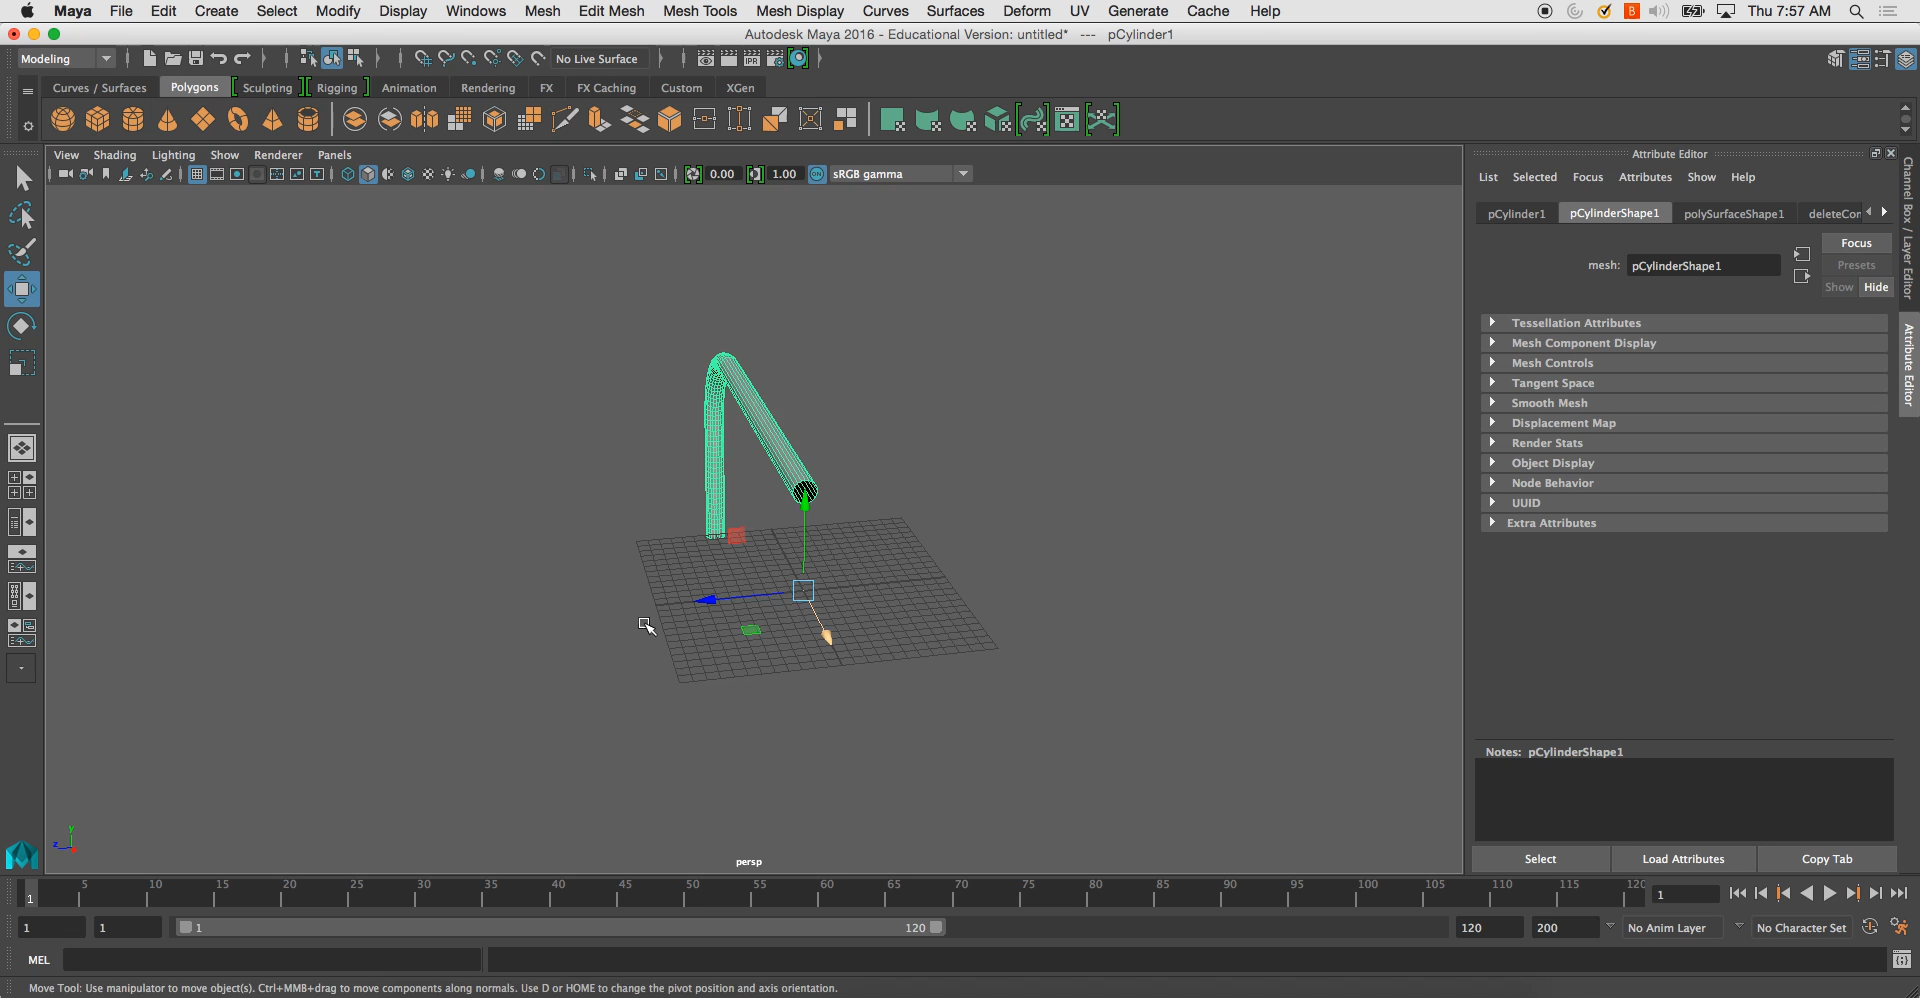 Maya File Edit Create Select Modify Display Windows Mesh Edit Mesh Mesh Tools Mesh Display Curves Surfaces Deform UV Generate Cache Help
B
Thu 7:57 AM
Autodesk Maya 2016 - Educational Version: untitled* --- pCylinder1
Modeling
No Live Surface
IPR
Curves / Surfaces Polygons Sculpting Rigging Animation Rendering FX FX Caching Custom XGen
View Shading Lighting Show Renderer Panels
0.00 1.00 ON sRGB gamma
Attribute Editor
List Selected Focus Attributes Show Help
pCylinder1 pCylinderShape1 polySurfaceShape1 deleteCor
Focus
mesh: pCylinderShape1
Presets
Show Hide
Tessellation Attributes
Mesh Component Display
Mesh Controls
Tangent Space
Smooth Mesh
Displacement Map
Render Stats
Object Display
Node Behavior
UUID
Extra Attributes
Channel Box / Layer Editor
Attribute Editor
Notes: pCylinderShape1
Select Load Attributes Copy Tab
y
z
persp
1 5 10 15 20 25 30 35 40 45 50 55 60 65 70 75 80 85 90 95 100 105 110 115 120
1
1 1 1 120 120 200 No Anim Layer No Character Set
MEL
Move Tool: Use manipulator to move object(s). Ctrl+MMB+drag to move components along normals. Use D or HOME to change the pivot position and axis orientation.